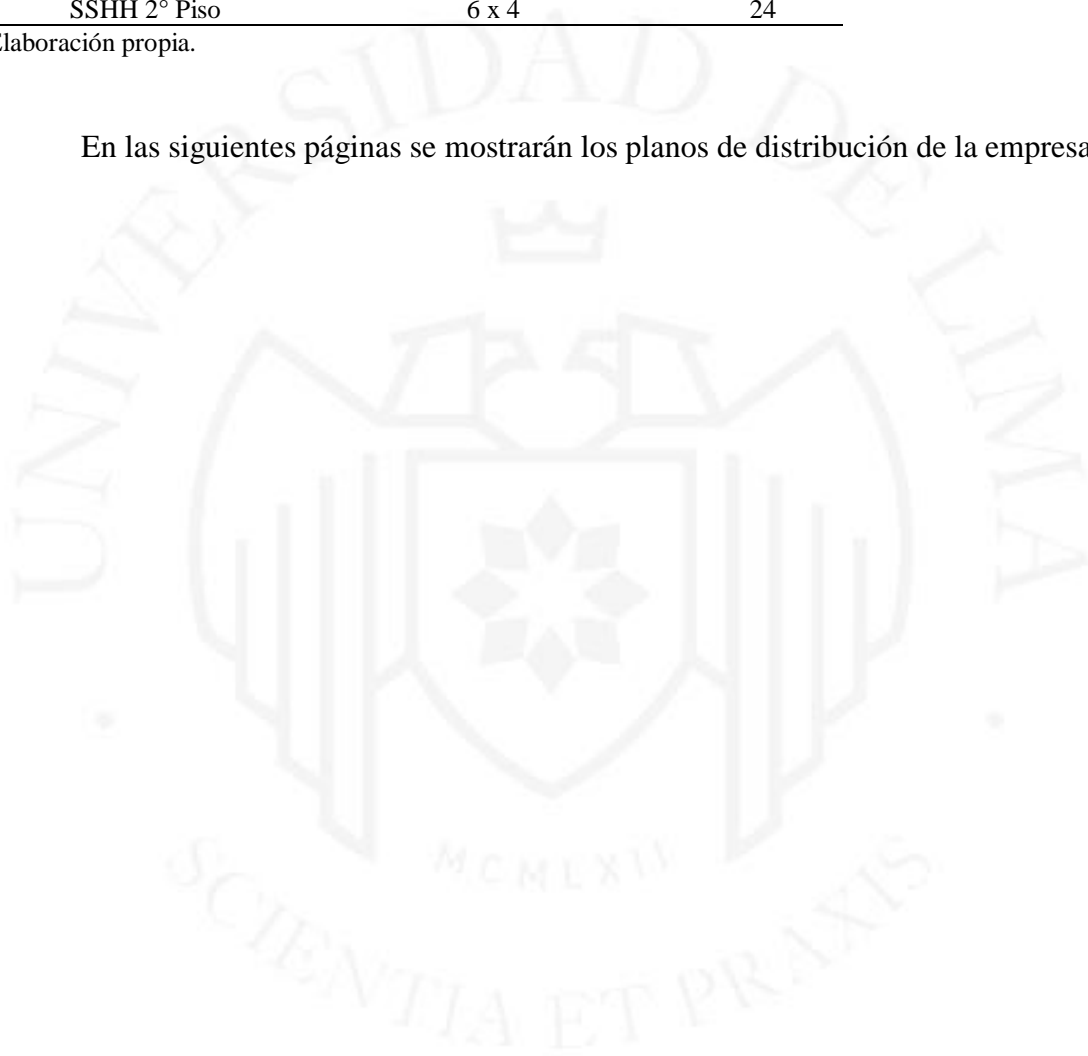 SSHH 2° Piso 6 x 4 24
Elaboración propia.
En las siguientes páginas se mostrarán los planos de distribución de la empresa
UNIVERSIDAD DE LIMA
MCMLXII
SCIENTIA ET PRAXIS